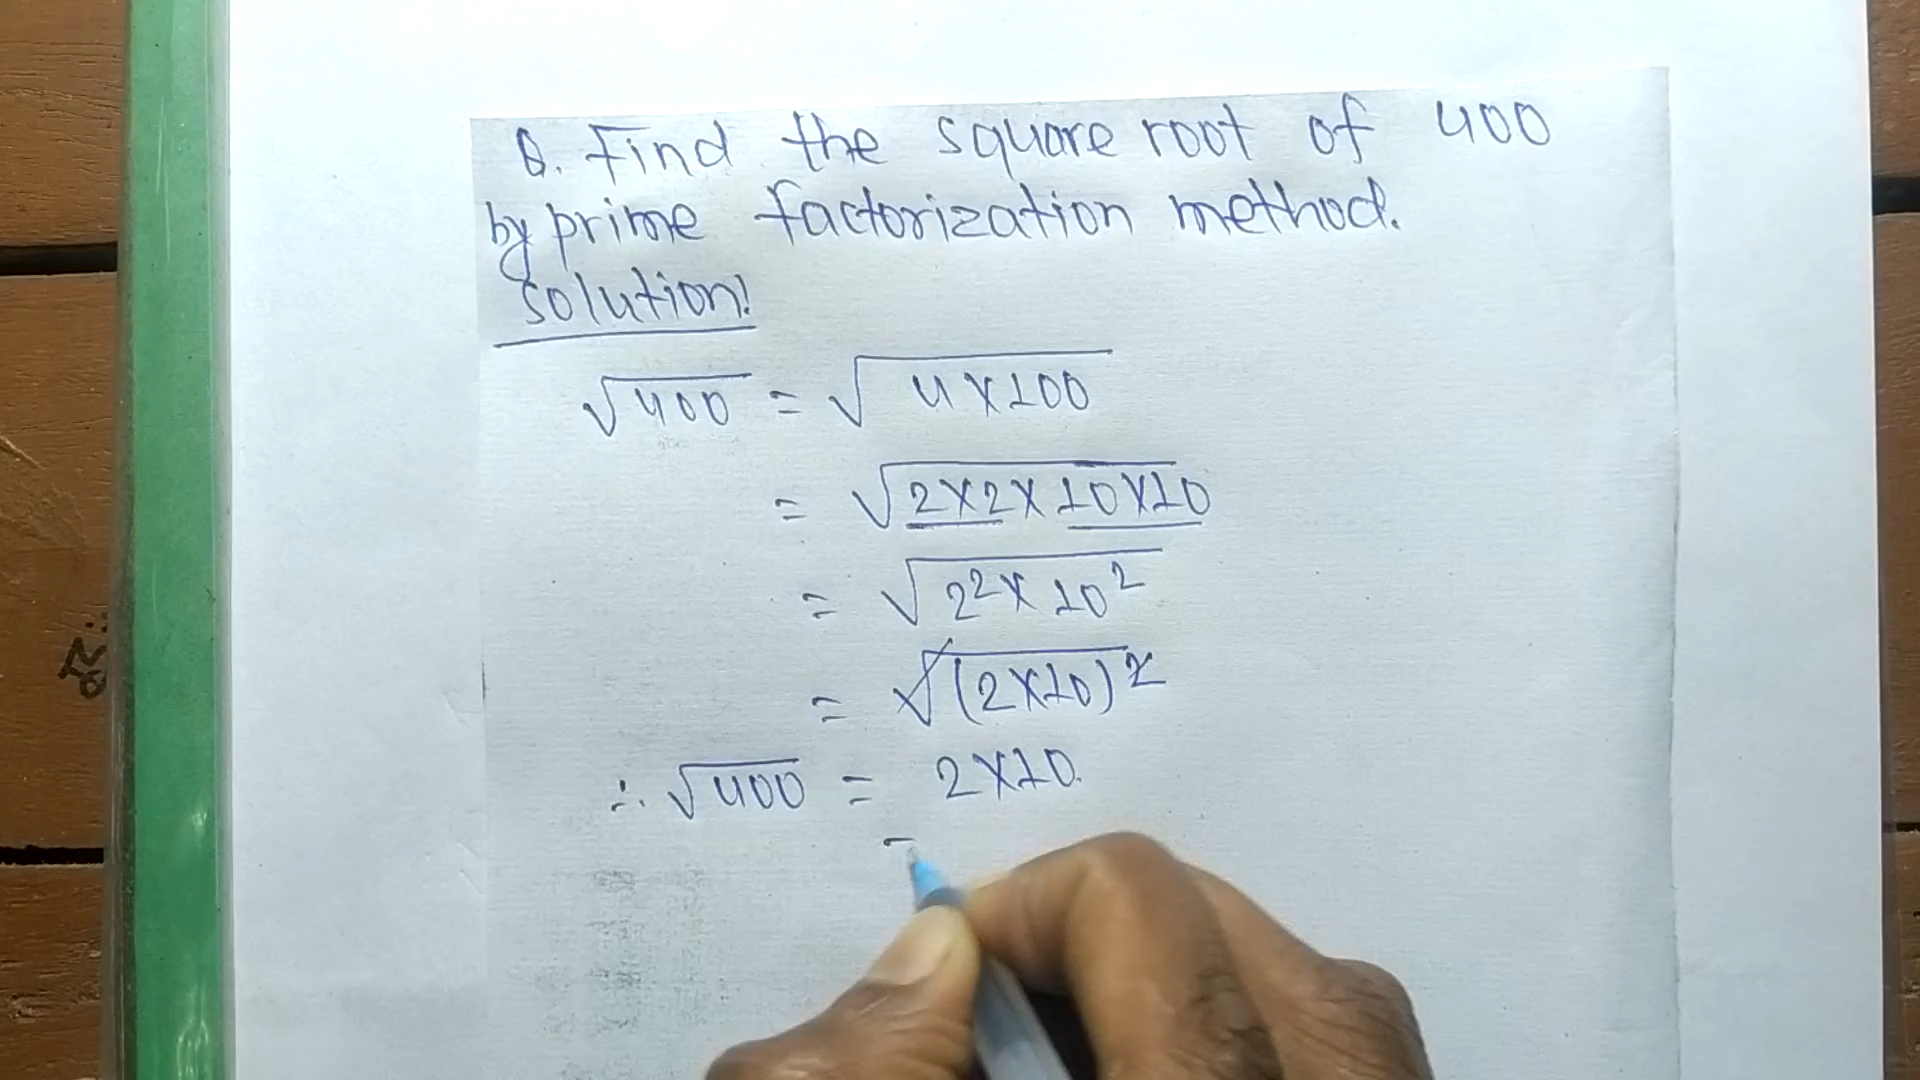 Q. Find the square root of 400
by prime factorization method.
solution:
√400 = √4×100
= √2×2×10×10
= √2²×10²
= √(2×10)²
∴ √400 = 2×10